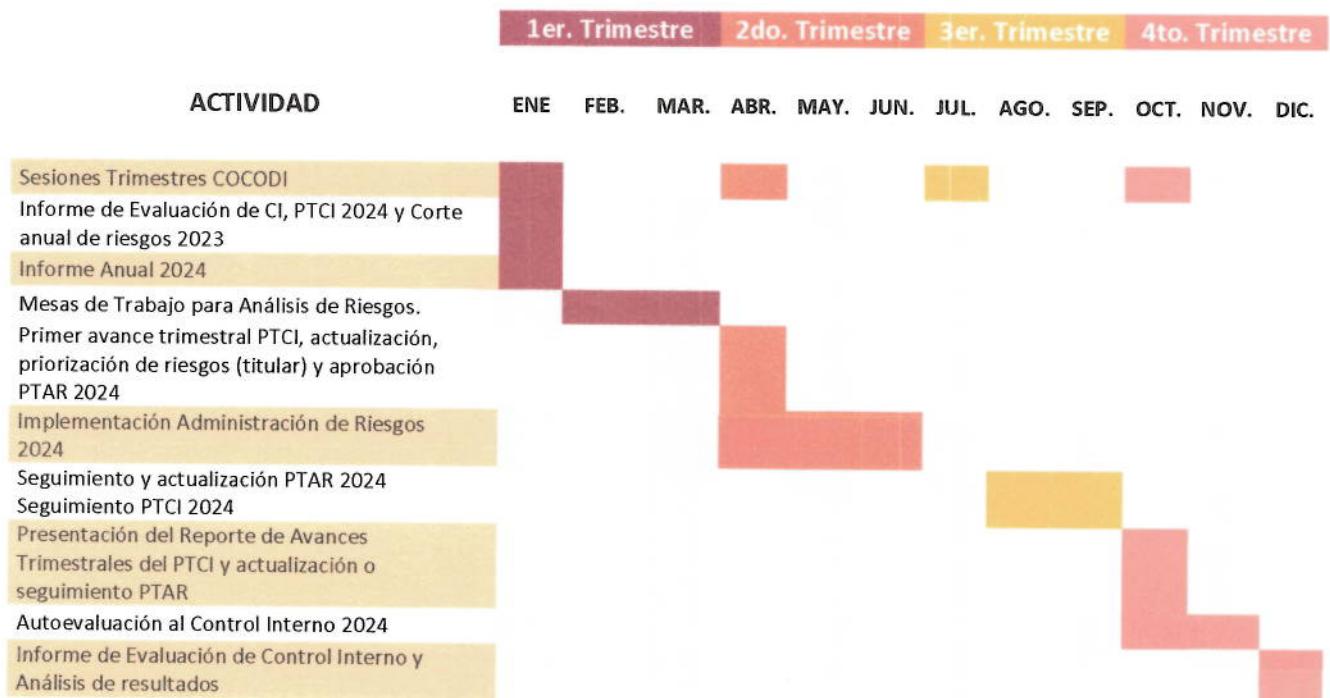 1er. Trimestre 2do. Trimestre 3er. Trimestre 4to. Trimestre
ACTIVIDAD ENE FEB. MAR. ABR. MAY. JUN. JUL. AGO. SEP. OCT. NOV. DIC.
Sesiones Trimestres COCODI
Informe de Evaluación de CI, PTCI 2024 y Corte
anual de riesgos 2023
Informe Anual 2024
Mesas de Trabajo para Análisis de Riesgos.
Primer avance trimestral PTCI, actualización,
priorización de riesgos (titular) y aprobación
PTAR 2024
Implementación Administración de Riesgos
2024
Seguimiento y actualización PTAR 2024
Seguimiento PTCI 2024
Presentación del Reporte de Avances
Trimestrales del PTCI y actualización o
seguimiento PTAR
Autoevaluación al Control Interno 2024
Informe de Evaluación de Control Interno y
Análisis de resultados